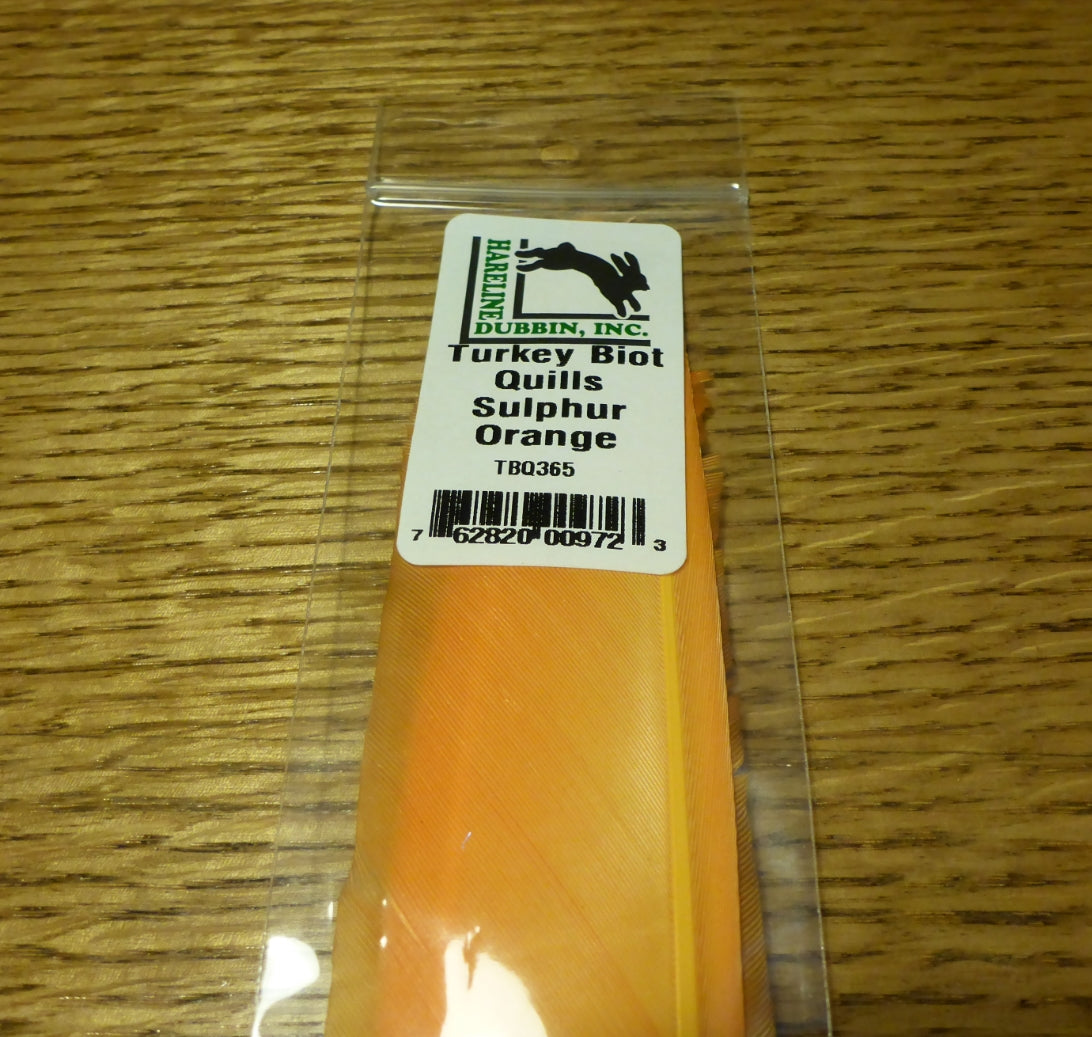 HARELINE
DUBBIN, INC.
Turkey Biot
Quills
Sulphur
Orange
TBQ365
7 62820 00972 3